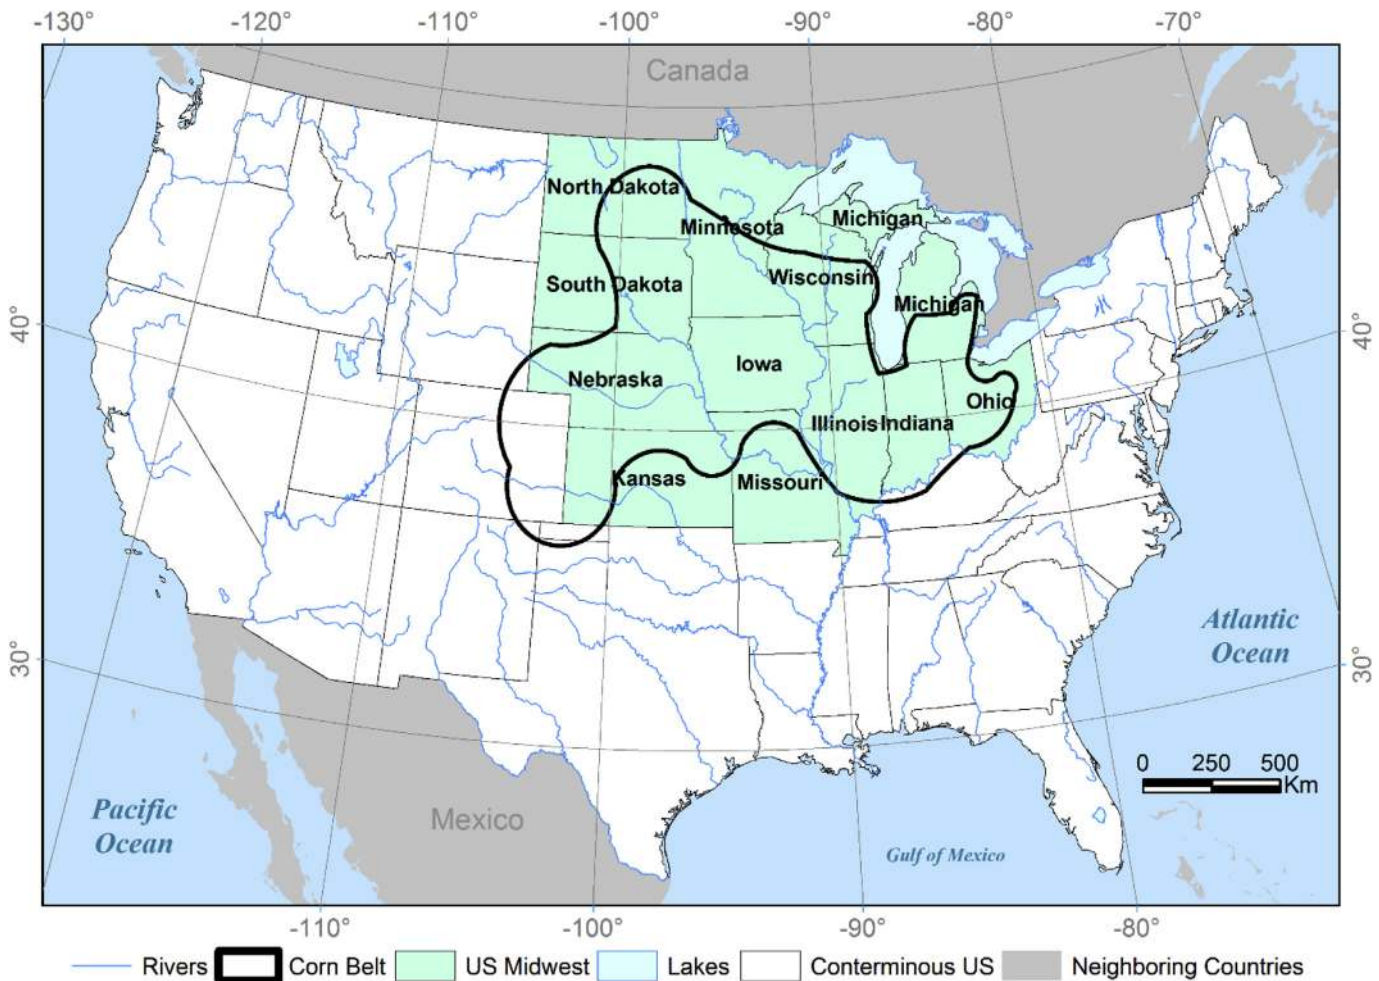 -130° -120° -110° -100° -90° -80° -70°
Canada
North Dakota
Minnesota
Michigan
South Dakota
Wisconsin
Michigan
40°
40°
Iowa
Nebraska
Ohio
Illinois Indiana
Kansas
Missouri
Atlantic
Ocean
30°
30°
0 250 500
Km
Pacific
Ocean
Mexico
Gulf of Mexico
-110° -100° -90° -80°
Rivers Corn Belt US Midwest Lakes Conterminous US Neighboring Countries